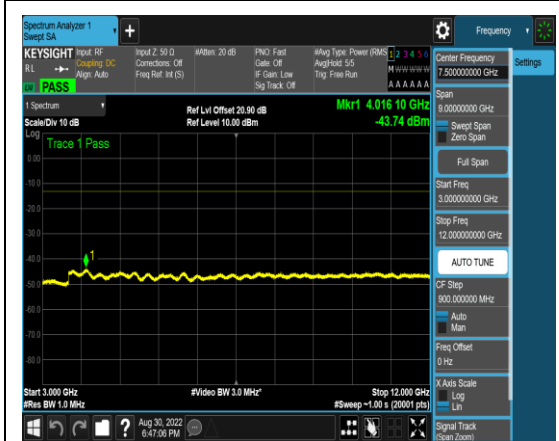 Spectrum Analyzer 1
Swept SA
Frequency
KEYSIGHT
RL
PASS
Input: RF
Coupling: DC
Align: Auto
Input Z: 50 Ω
Corrections: Off
Freq Ref: Int (S)
#Atten: 20 dB
PNO: Fast
Gate: Off
IF Gain: Low
Sig Track: Off
#Avg Type: Power (RMS)
Avg|Hold: 5/5
Trig: Free Run
1 2 3 4 5 6
M W W W W W
A A A A A A
1 Spectrum
Scale/Div 10 dB
Ref Lvl Offset 20.90 dB
Ref Level 10.00 dBm
Mkr1 4.016 10 GHz
-43.74 dBm
Log
Trace 1 Pass
0.00
-10.0
-20.0
-30.0
-40.0
-50.0
-60.0
-70.0
-80.0
1
Start 3.000 GHz
#Res BW 1.0 MHz
#Video BW 3.0 MHz*
Stop 12.000 GHz
#Sweep ~1.00 s (20001 pts)
Aug 30, 2022
6:47:06 PM
?
Center Frequency
7.500000000 GHz
Settings
Span
9.00000000 GHz
Swept Span
Zero Span
Full Span
Start Freq
3.000000000 GHz
Stop Freq
12.000000000 GHz
AUTO TUNE
CF Step
900.000000 MHz
Auto
Man
Freq Offset
0 Hz
X Axis Scale
Log
Lin
Signal Track
(Span Zoom)